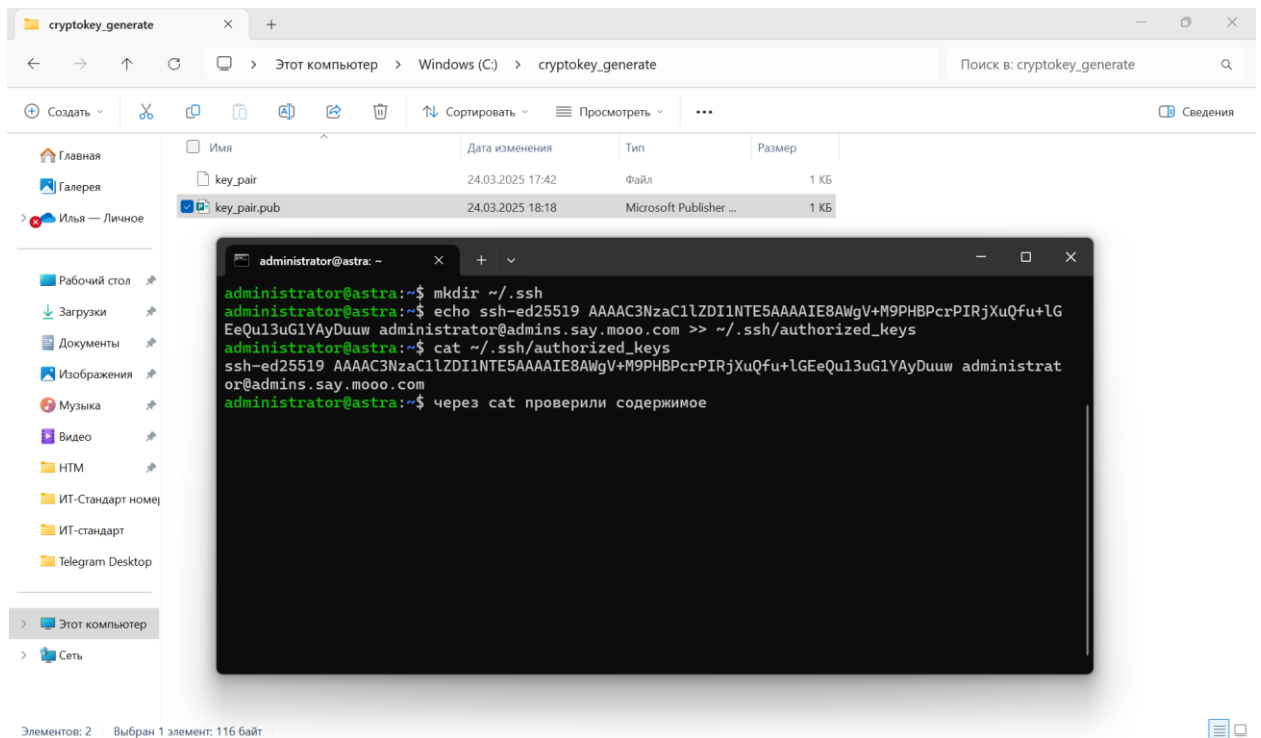 cryptokey_generate
Этот компьютер > Windows (C:) > cryptokey_generate
Поиск в: cryptokey_generate
Создать
Сортировать
Просмотреть
Сведения
Имя
Дата изменения
Тип
Размер
key_pair 24.03.2025 17:42 Файл 1 КБ
key_pair.pub 24.03.2025 18:18 Microsoft Publisher ... 1 КБ
Главная
Галерея
Илья — Личное
Рабочий стол
Загрузки
Документы
Изображения
Музыка
Видео
НТМ
ИТ-Стандарт номер
ИТ-стандарт
Telegram Desktop
Этот компьютер
Сеть
administrator@astra: ~
administrator@astra:~$ mkdir ~/.ssh
administrator@astra:~$ echo ssh-ed25519 AAAAC3NzaC1lZDI1NTE5AAAAIE8AWgV+M9PHBPcrPIRjXuQfu+lG
EeQu13uG1YAyDuuw administrator@admins.say.mooo.com >> ~/.ssh/authorized_keys
administrator@astra:~$ cat ~/.ssh/authorized_keys
ssh-ed25519 AAAAC3NzaC1lZDI1NTE5AAAAIE8AWgV+M9PHBPcrPIRjXuQfu+lGEeQu13uG1YAyDuuw administrat
or@admins.say.mooo.com
administrator@astra:~$ через cat проверили содержимое
Элементов: 2
Выбран 1 элемент: 116 байт